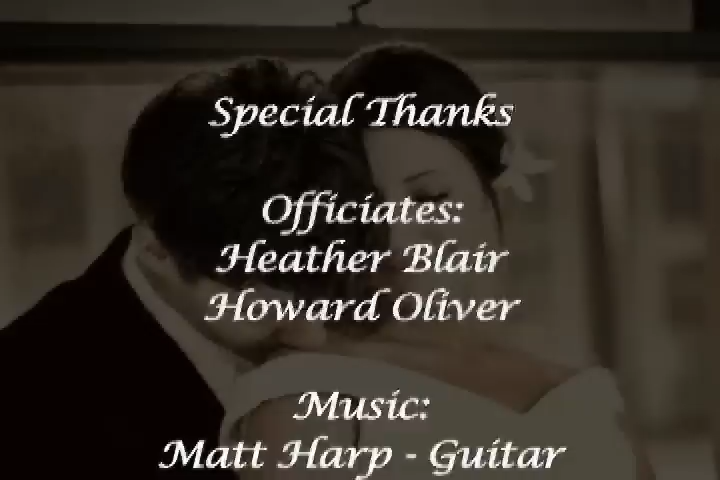 Special Thanks
Officiates:
Heather Blair
Howard Oliver
Music:
Matt Harp - Guitar